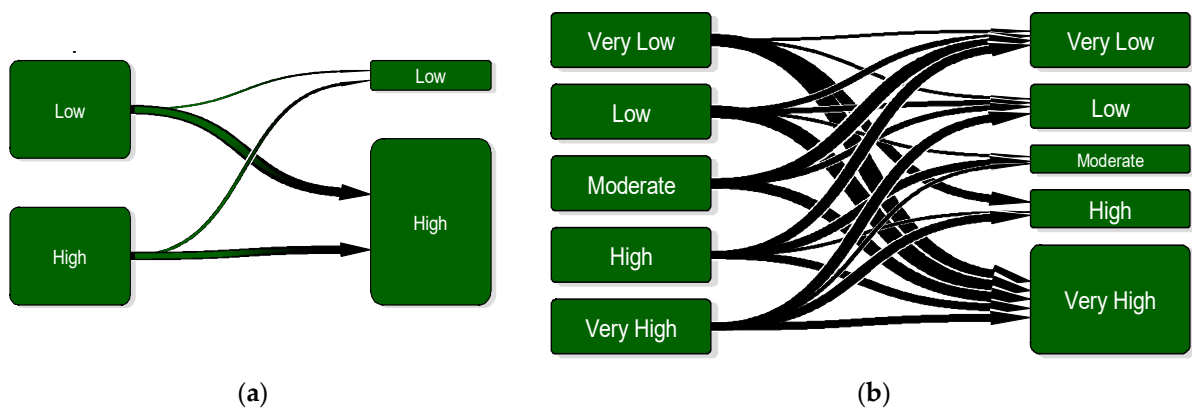 Low
High
Low
High
(a)
Very Low
Low
Moderate
High
Very High
Very Low
Low
Moderate
High
Very High
(b)